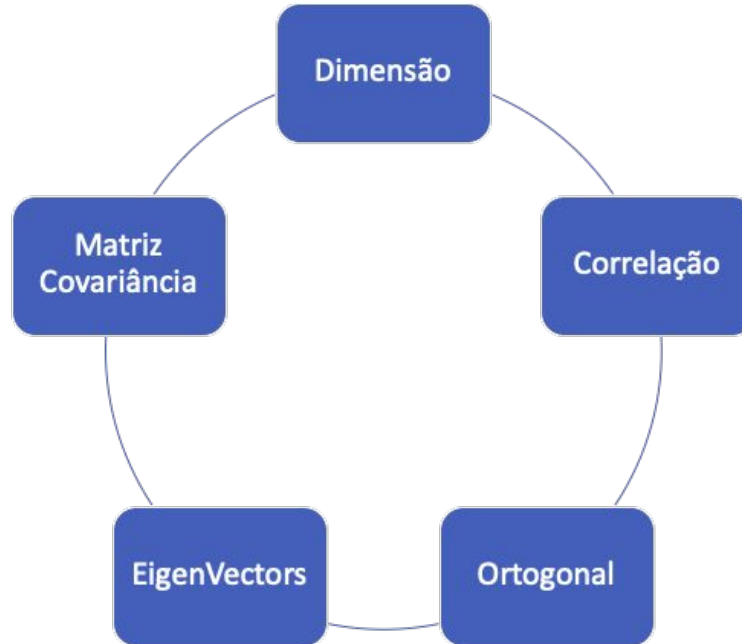 Dimensão
Correlação
Ortogonal
EigenVectors
Matriz
Covariância